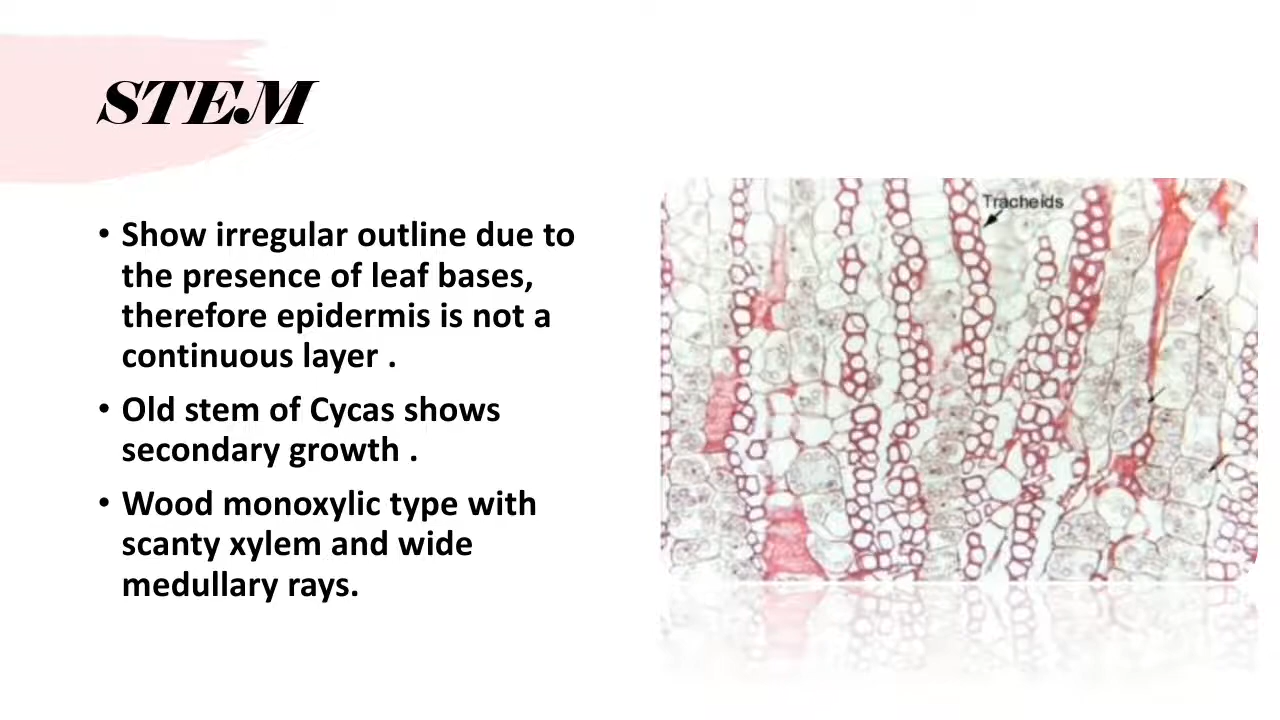 STEM
• Show irregular outline due to
the presence of leaf bases,
therefore epidermis is not a
continuous layer .
• Old stem of Cycas shows
secondary growth .
• Wood monoxylic type with
scanty xylem and wide
medullary rays.
Tracheids